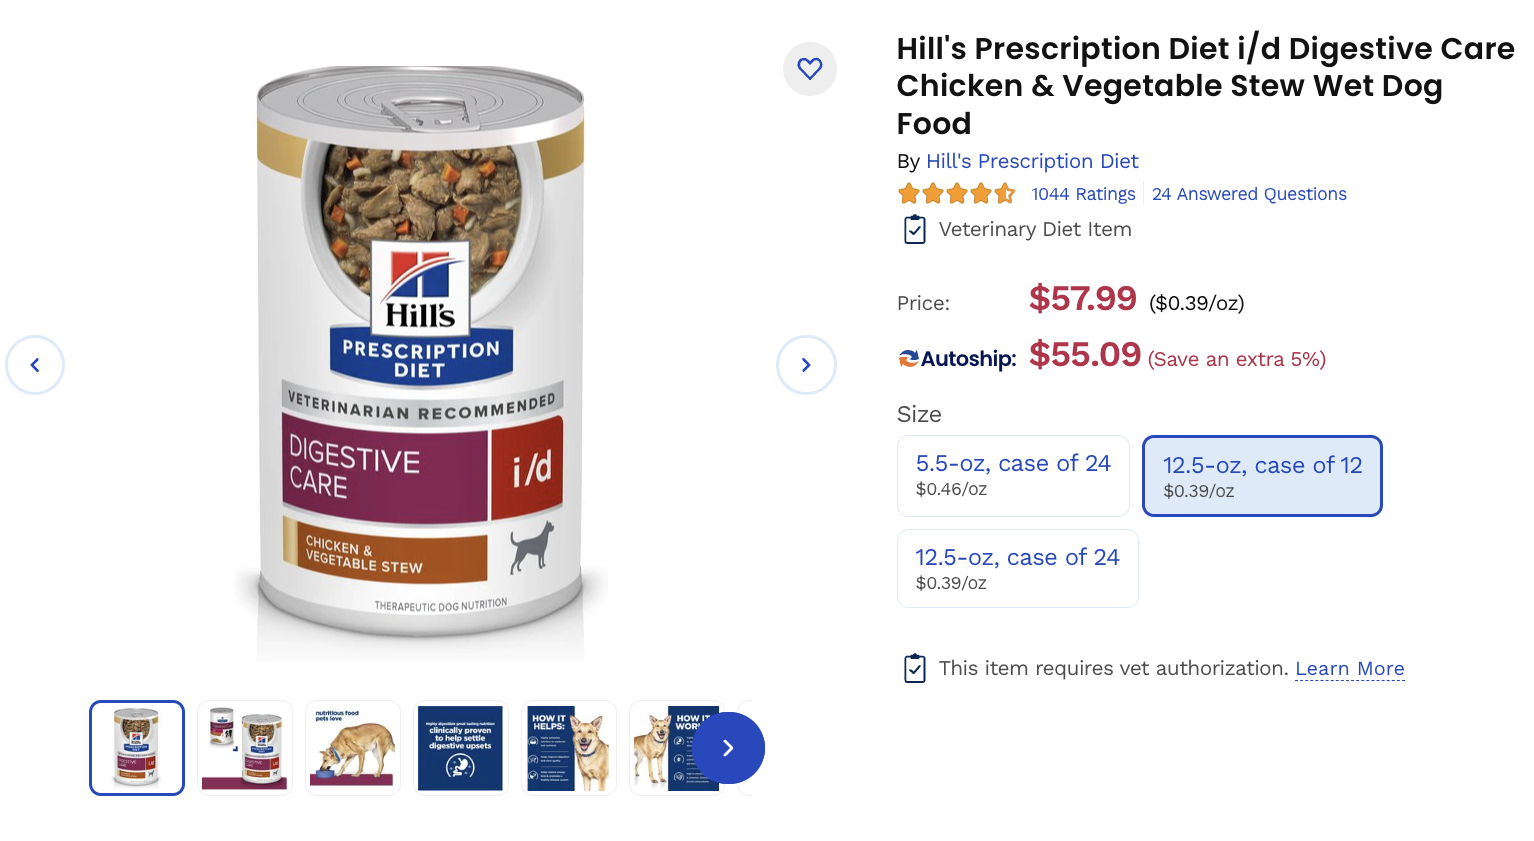 Hill's Prescription Diet i/d Digestive Care
Chicken & Vegetable Stew Wet Dog
Food
By Hill's Prescription Diet
1044 Ratings
24 Answered Questions
Veterinary Diet Item
Price:
$57.99 ($0.39/oz)
Autoship: $55.09 (Save an extra 5%)
Size
5.5-oz, case of 24
$0.46/oz
12.5-oz, case of 12
$0.39/oz
12.5-oz, case of 24
$0.39/oz
This item requires vet authorization. Learn More
Hill's
PRESCRIPTION
DIET
VETERINARIAN RECOMMENDED
DIGESTIVE
CARE
i/d
CHICKEN &
VEGETABLE STEW
THERAPEUTIC DOG NUTRITION
nutritious food
pets love
Highly digestible great tasting nutrition
clinically proven
to help settle
digestive upsets
HOW IT
HELPS:
HOW IT